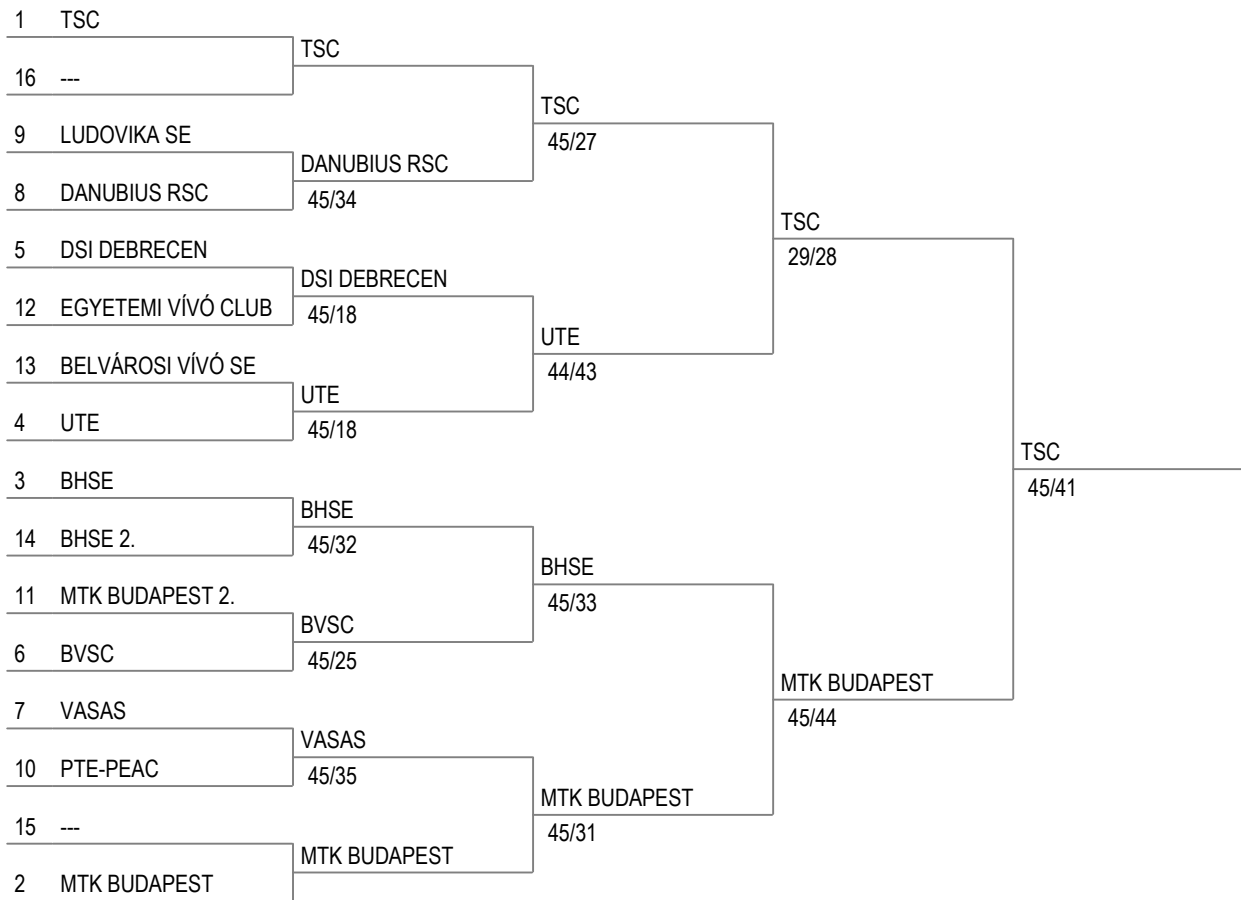 1 TSC
TSC
16 ---
TSC
9 LUDOVIKA SE
45/27
DANUBIUS RSC
8 DANUBIUS RSC
45/34
TSC
5 DSI DEBRECEN
29/28
DSI DEBRECEN
12 EGYETEMI VÍVÓ CLUB
45/18
UTE
13 BELVÁROSI VÍVÓ SE
44/43
UTE
4 UTE
45/18
TSC
3 BHSE
45/41
BHSE
14 BHSE 2.
45/32
BHSE
11 MTK BUDAPEST 2.
45/33
BVSC
6 BVSC
45/25
MTK BUDAPEST
7 VASAS
45/44
VASAS
10 PTE-PEAC
45/35
MTK BUDAPEST
15 ---
45/31
MTK BUDAPEST
2 MTK BUDAPEST